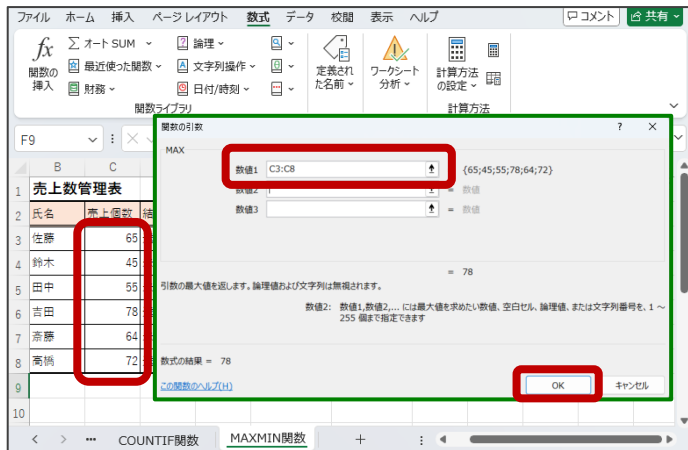 ファイル ホーム 挿入 ページ レイアウト 数式 データ 校閲 表示 ヘルプ コメント 共有
fx 関数の挿入
Σ オート SUM
最近使った関数
財務
? 論理
A 文字列操作
日付/時刻
関数ライブラリ
定義された名前
ワークシート分析
計算方法の設定
計算方法
F9
関数の引数 ? ×
MAX
数値1 C3:C8 {65;45;55;78;64;72}
数値2 = 数値
数値3 = 数値
= 78
引数の最大値を返します。論理値および文字列は無視されます。
数値2: 数値1,数値2,... には最大値を求めたい数値、空白セル、論理値、または文字列番号を、1 ～
255 個まで指定できます
数式の結果 = 78
この関数のヘルプ(H) OK キャンセル
B C
1 売上数管理表
2 氏名 売上個数 結
3 佐藤 65
4 鈴木 45
5 田中 55
6 吉田 78
7 斎藤 64
8 高橋 72
9
10
< > ••• COUNTIF関数 MAXMIN関数 +